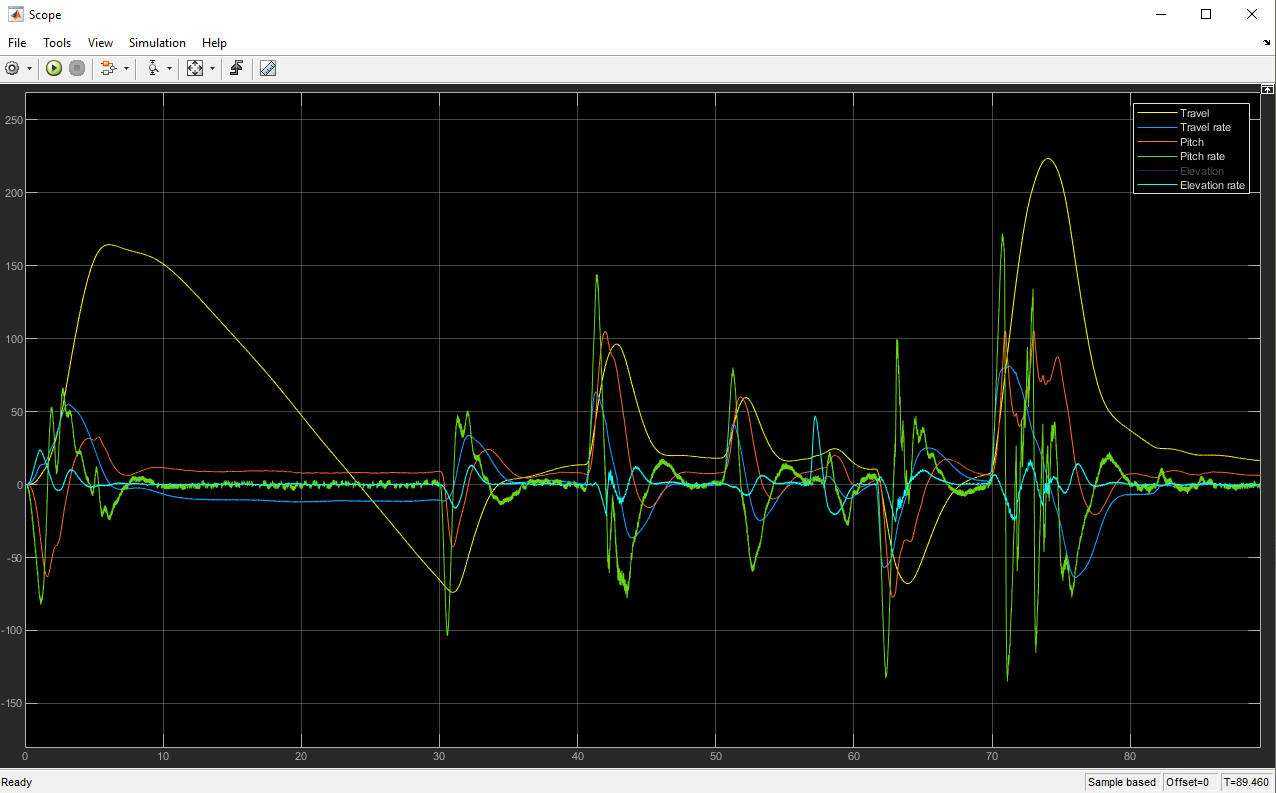 Scope
File Tools View Simulation Help
250
200
150
100
50
0
-50
-100
-150
0 10 20 30 40 50 60 70 80
Travel
Travel rate
Pitch
Pitch rate
Elevation
Elevation rate
Ready Sample based Offset=0 T=89.460